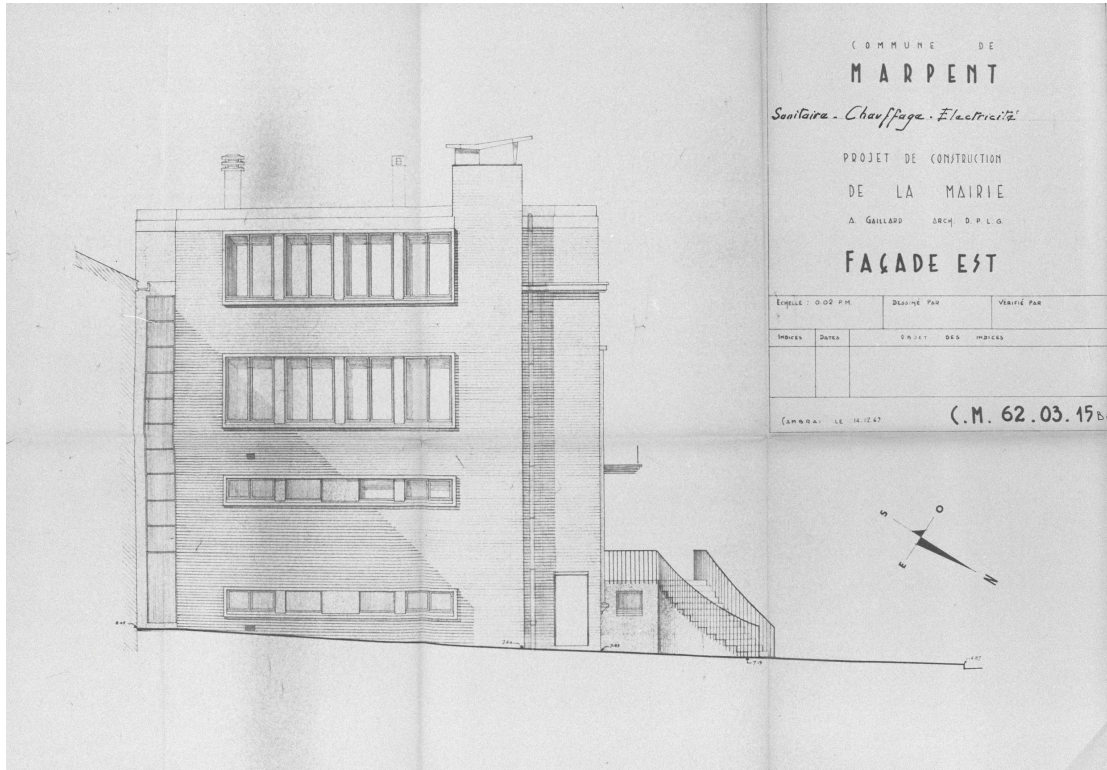 COMMUNE DE
MARPENT
Sanitaire - Chauffage - Electricité
PROJET DE CONSTRUCTION
DE LA MAIRIE
A. GAILLARD ARCH. D.P.L.G.
FAÇADE EST
ECHELLE : 0.02 P.M. DESSINÉ PAR VERIFIÉ PAR
INDICES DATES OBJET DES INDICES
CAMBRAI LE
C.M. 62.03.15 B
S O
E N